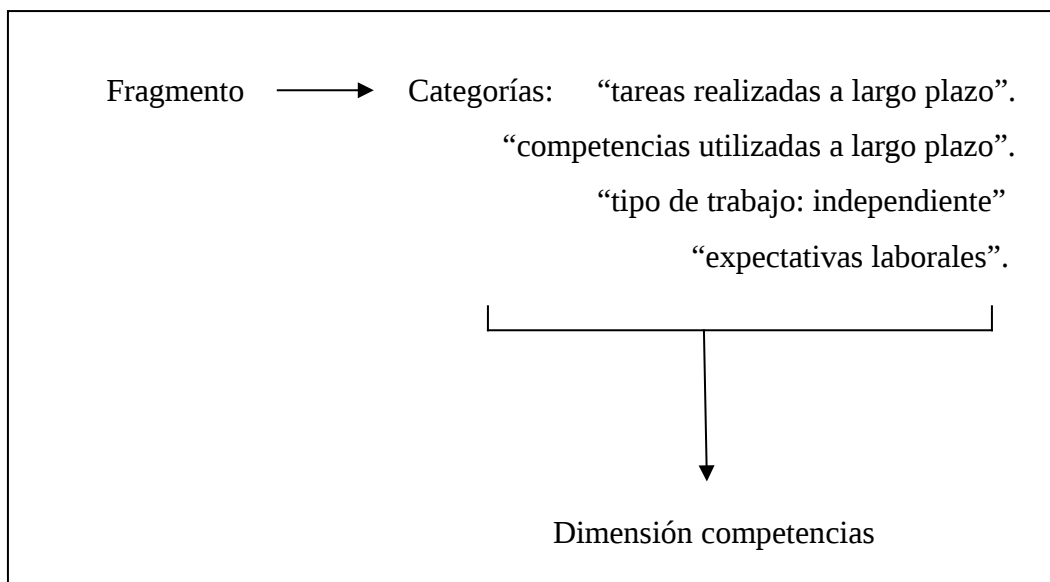 Fragmento Categorías: “tareas realizadas a largo plazo”.
“competencias utilizadas a largo plazo”.
“tipo de trabajo: independiente”
“expectativas laborales”.
Dimensión competencias